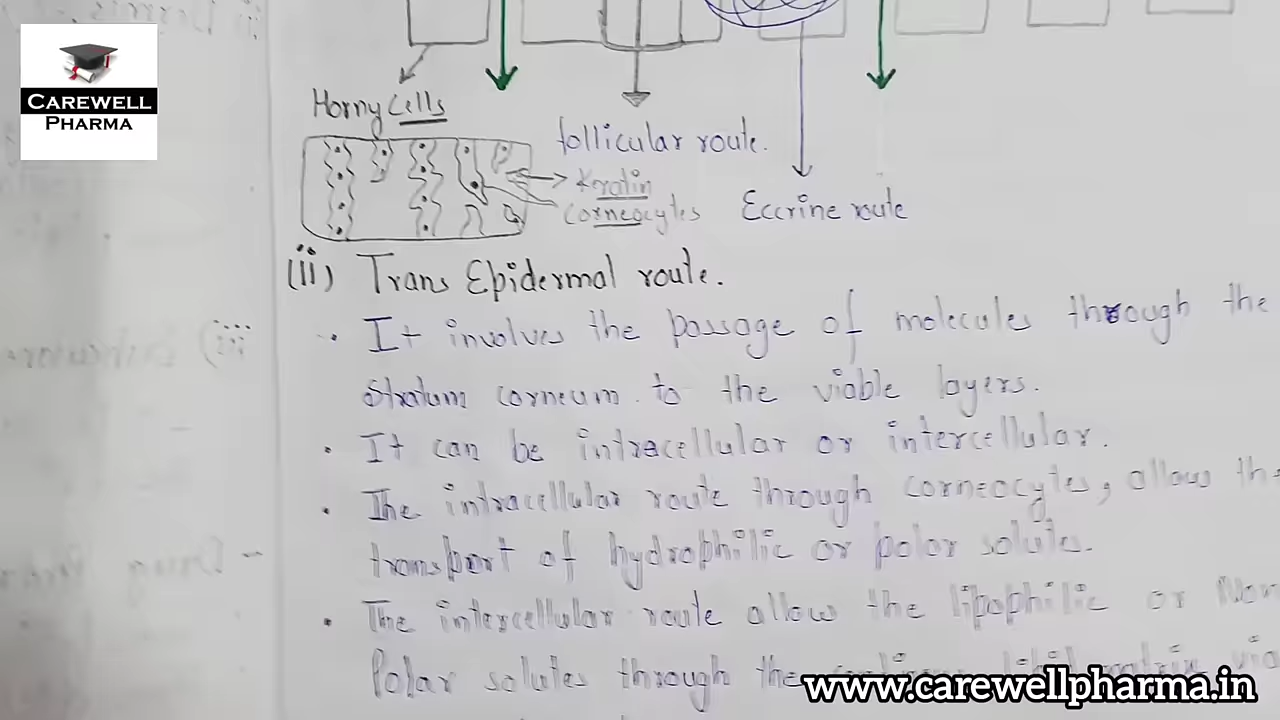 CAREWELL
PHARMA
Horny Cells
follicular route.
Keratin
corneocytes
Eccrine route
(ii) Trans Epidermal route.
It involves the passage of molecules through the
stratum corneum to the viable layers.
• It can be intracellular or intercellular.
• The intracellular route through corneocytes, allow the
transport of hydrophilic or polar solutes.
• The intercellular route allow the lipophilic or Non
Polar solutes through the
www.carewellpharma.in